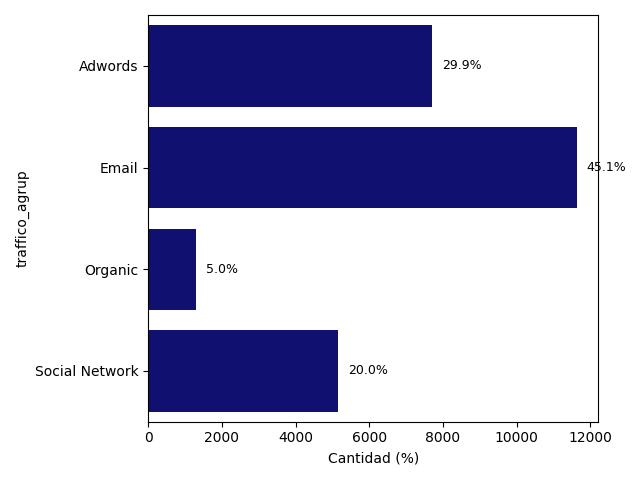 Adwords
29.9%
Email
45.1%
traffico_agrup
Organic
5.0%
Social Network
20.0%
0 2000 4000 6000 8000 10000 12000
Cantidad (%)